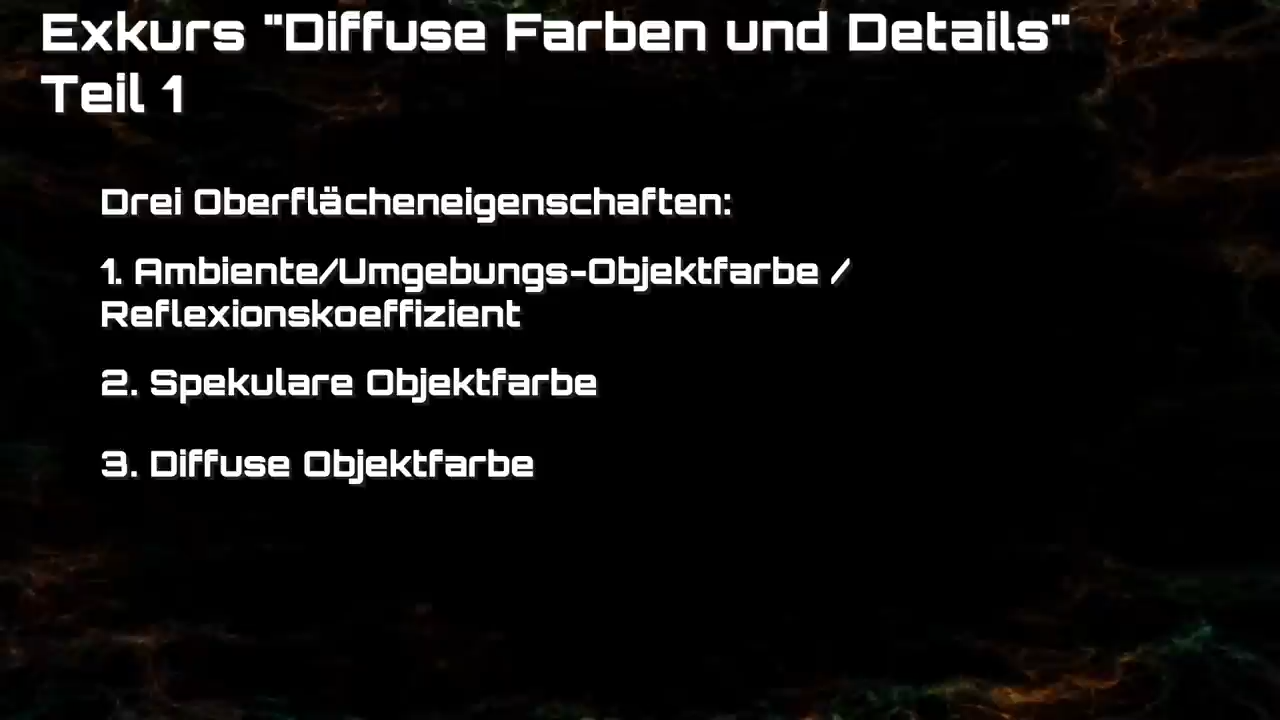 Exkurs "Diffuse Farben und Details"
Teil 1
Drei Oberflächeneigenschaften:
1. Ambiente/Umgebungs-Objektfarbe /
Reflexionskoeffizient
2. Spekulare Objektfarbe
3. Diffuse Objektfarbe